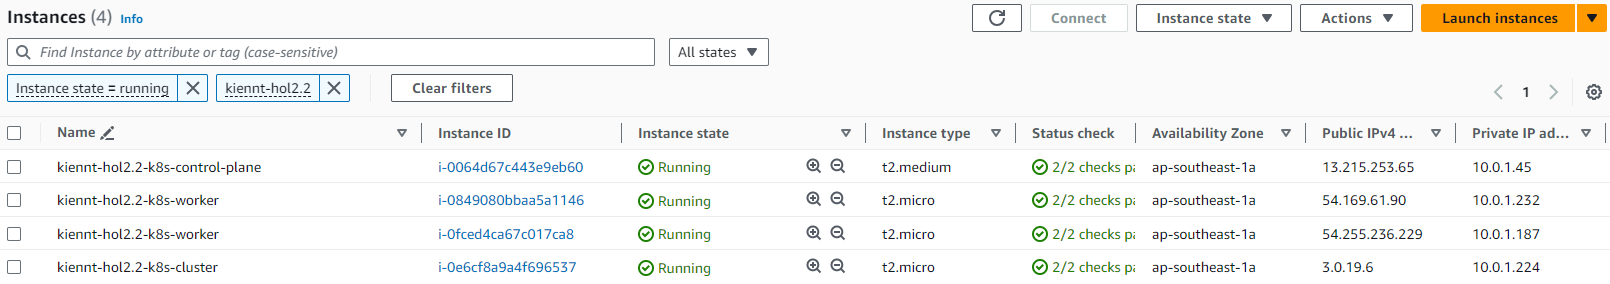 Instances (4) Info Connect Instance state Actions Launch instances
Find Instance by attribute or tag (case-sensitive) All states
Instance state = running kiennt-hol2.2 Clear filters 1
Name Instance ID Instance state Instance type Status check Availability Zone Public IPv4 ... Private IP ad...
kiennt-hol2.2-k8s-control-plane i-0064d67c443e9eb60 Running t2.medium 2/2 checks pa ap-southeast-1a 13.215.253.65 10.0.1.45
kiennt-hol2.2-k8s-worker i-0849080bbaa5a1146 Running t2.micro 2/2 checks pa ap-southeast-1a 54.169.61.90 10.0.1.232
kiennt-hol2.2-k8s-worker i-0fced4ca67c017ca8 Running t2.micro 2/2 checks pa ap-southeast-1a 54.255.236.229 10.0.1.187
kiennt-hol2.2-k8s-cluster i-0e6cf8a9a4f696537 Running t2.micro 2/2 checks pa ap-southeast-1a 3.0.19.6 10.0.1.224